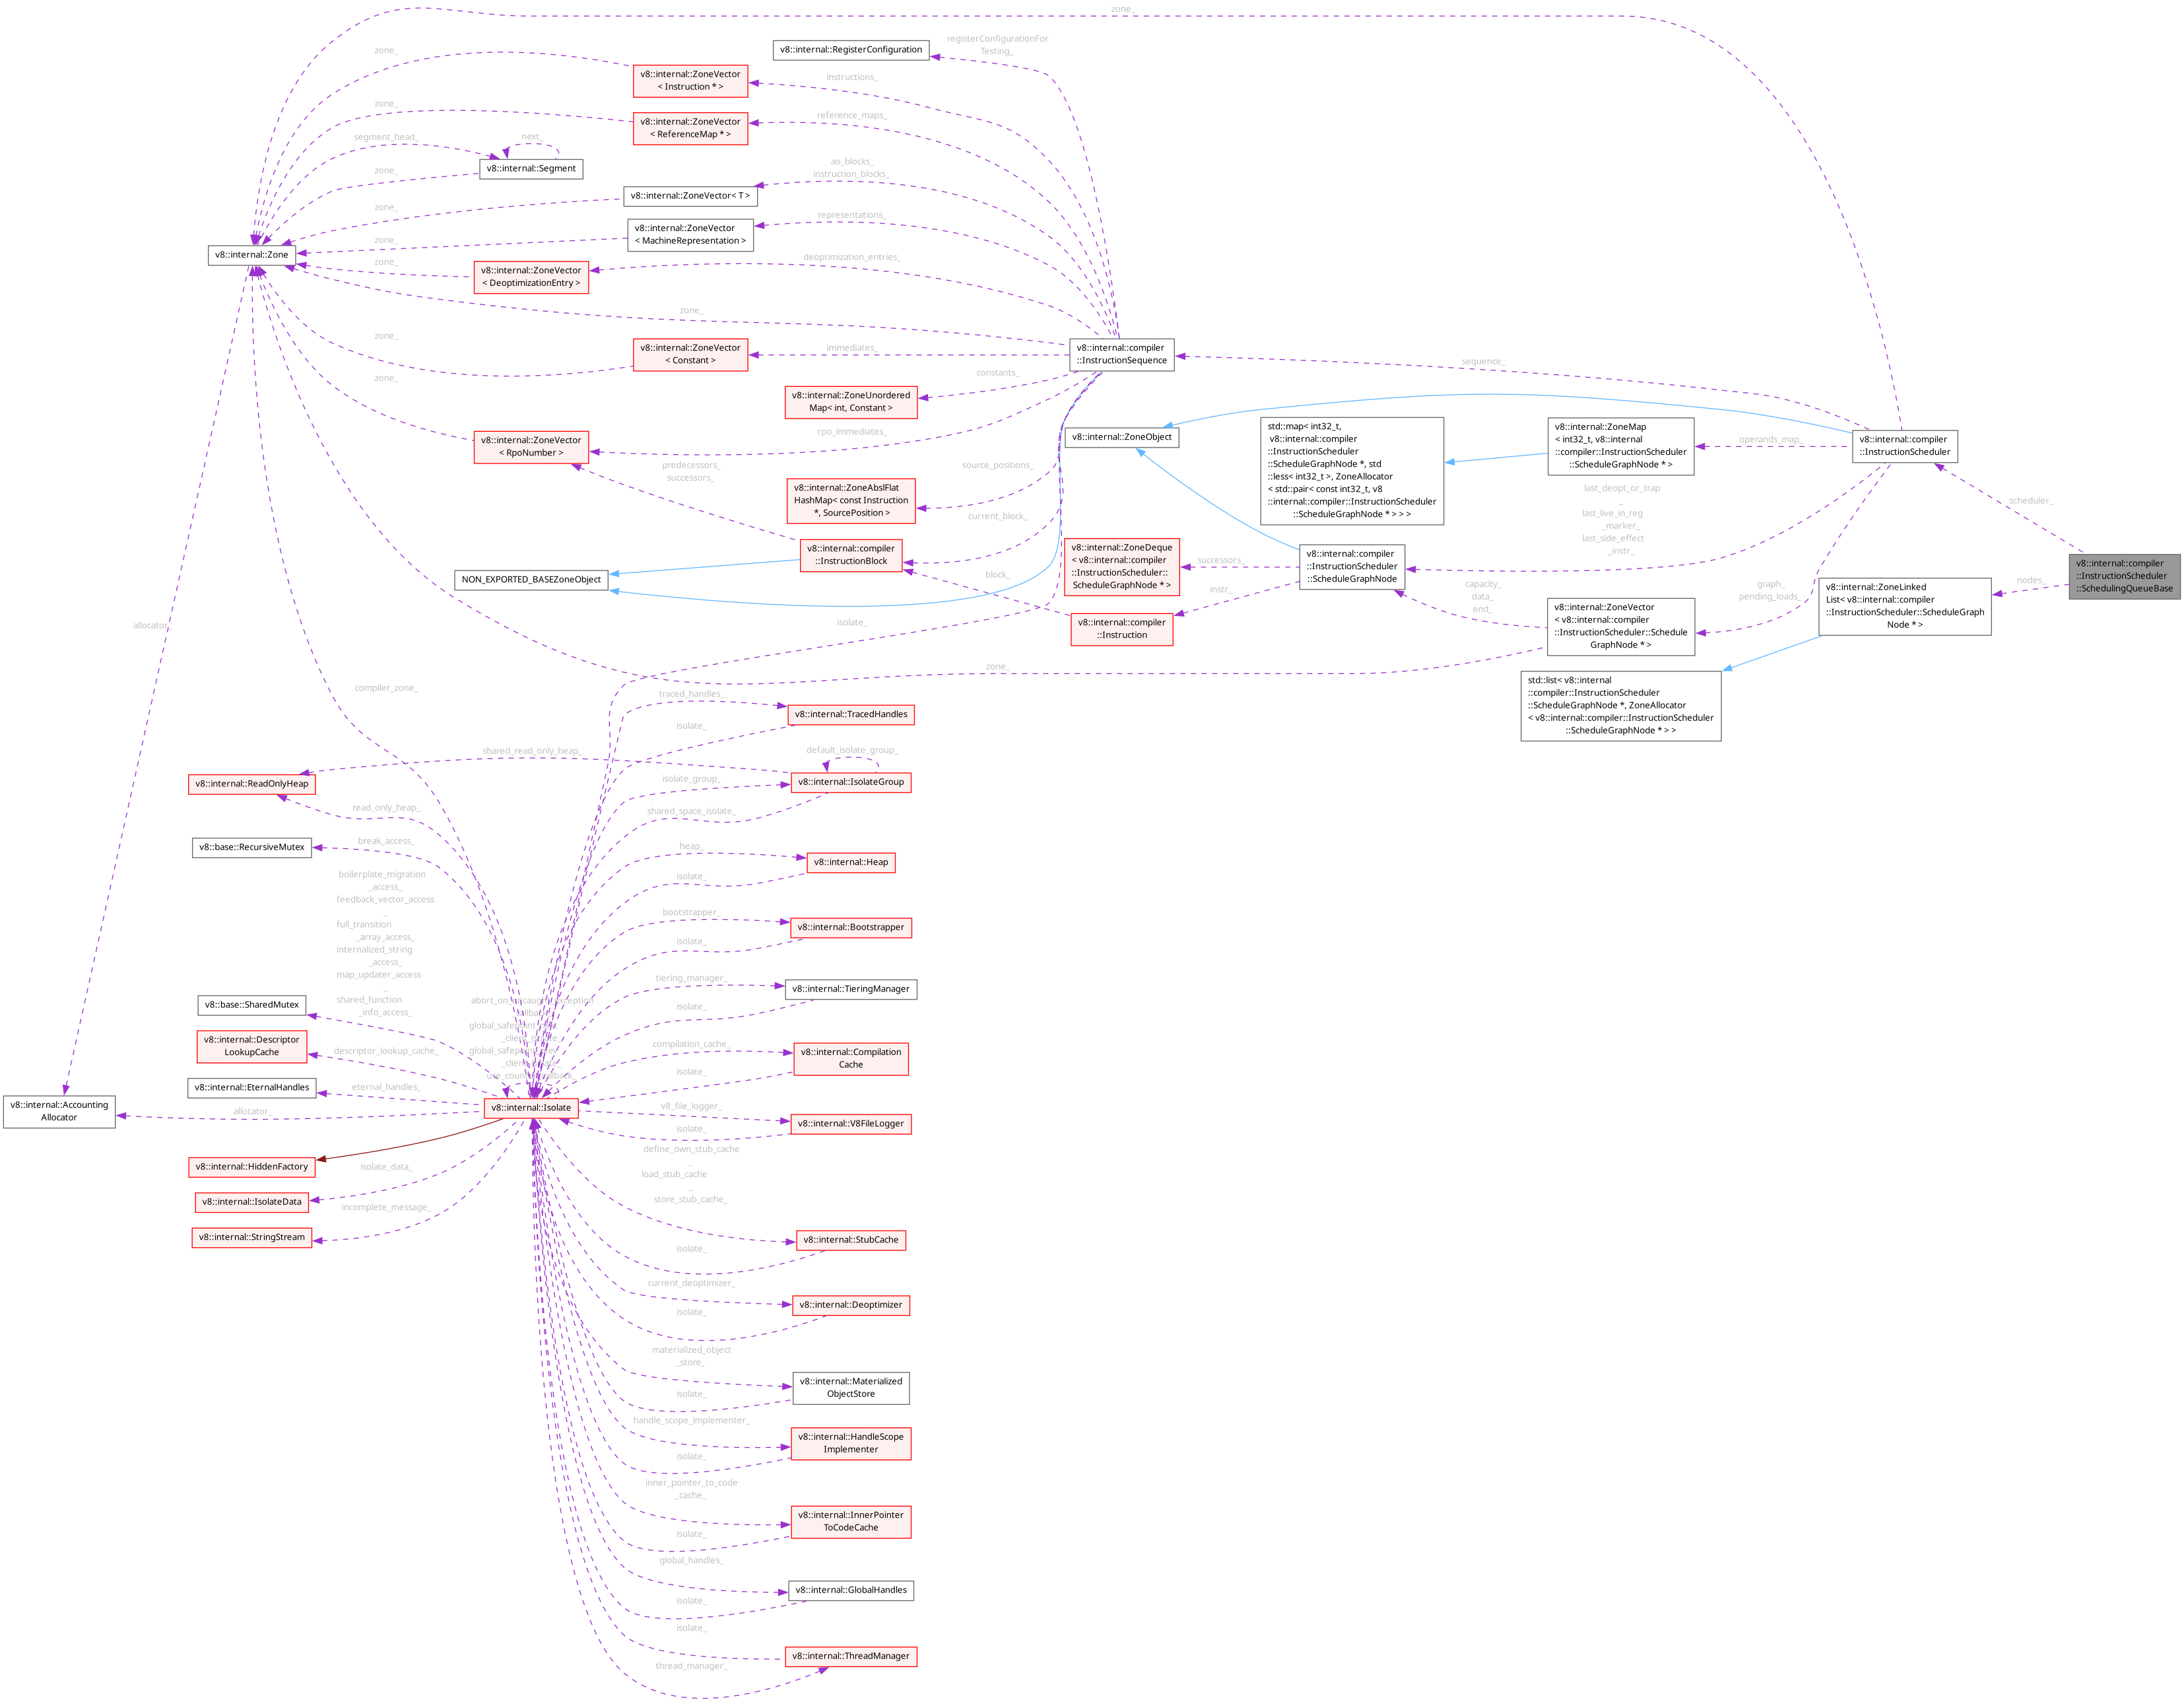 zone_
registerConfigurationFor
Testing_
v8::internal::RegisterConfiguration
zone_
v8::internal::ZoneVector
< Instruction * >
instructions_
zone_
v8::internal::ZoneVector
< ReferenceMap * >
reference_maps_
segment_head_
next_
v8::internal::Segment
zone_
ao_blocks_
instruction_blocks_
v8::internal::ZoneVector< T >
zone_
representations_
v8::internal::ZoneVector
< MachineRepresentation >
zone_
v8::internal::Zone
deoptimization_entries_
v8::internal::ZoneVector
< DeoptimizationEntry >
zone_
zone_
v8::internal::ZoneVector
< Constant >
zone_
immediates_
v8::internal::compiler
::InstructionSequence
sequence_
constants_
v8::internal::ZoneUnordered
Map< int, Constant >
zone_
v8::internal::ZoneVector
< RpoNumber >
rpo_immediates_
v8::internal::ZoneObject
std::map< int32_t,
v8::internal::compiler
::InstructionScheduler
::ScheduleGraphNode *, std
::less< int32_t >, ZoneAllocator
< std::pair< const int32_t, v8
::internal::compiler::InstructionScheduler
::ScheduleGraphNode * > > >
v8::internal::ZoneMap
< int32_t, v8::internal
::compiler::InstructionScheduler
::ScheduleGraphNode * >
operands_map_
v8::internal::compiler
::InstructionScheduler
scheduler_
predecessors_
successors_
source_positions_
v8::internal::ZoneAbslFlat
HashMap< const Instruction
*, SourcePosition >
current_block_
last_deopt_or_trap
_
last_live_in_reg
_marker_
last_side_effect
_instr_
v8::internal::compiler
::InstructionBlock
NON_EXPORTED_BASEZoneObject
block_
v8::internal::ZoneDeque
< v8::internal::compiler
::InstructionScheduler::
ScheduleGraphNode * >
successors_
instr_
v8::internal::compiler
::InstructionScheduler
::ScheduleGraphNode
capacity_
data_
end_
graph_
pending_loads_
v8::internal::compiler
::InstructionScheduler
::SchedulingQueueBase
nodes_
v8::internal::ZoneLinked
List< v8::internal::compiler
::InstructionScheduler::ScheduleGraph
Node * >
v8::internal::compiler
::Instruction
v8::internal::ZoneVector
< v8::internal::compiler
::InstructionScheduler::Schedule
GraphNode * >
allocator_
isolate_
zone_
std::list< v8::internal
::compiler::InstructionScheduler
::ScheduleGraphNode *, ZoneAllocator
< v8::internal::compiler::InstructionScheduler
::ScheduleGraphNode * > >
compiler_zone_
traced_handles_
v8::internal::TracedHandles
isolate_
shared_read_only_heap_
default_isolate_group_
v8::internal::ReadOnlyHeap
isolate_group_
v8::internal::IsolateGroup
read_only_heap_
shared_space_isolate_
v8::base::RecursiveMutex
break_access_
heap_
v8::internal::Heap
isolate_
boilerplate_migration
_access_
feedback_vector_access
_
full_transition
_array_access_
internalized_string
_access_
map_updater_access
_
shared_function
_info_access_
bootstrapper_
v8::internal::Bootstrapper
isolate_
tiering_manager_
v8::internal::TieringManager
isolate_
v8::base::SharedMutex
v8::internal::Descriptor
LookupCache
descriptor_lookup_cache_
compilation_cache_
v8::internal::Compilation
Cache
isolate_
v8::internal::EternalHandles
eternal_handles_
v8::internal::Accounting
Allocator
allocator_
v8::internal::Isolate
v8_file_logger_
v8::internal::V8FileLogger
isolate_
v8::internal::HiddenFactory
define_own_stub_cache
_
load_stub_cache
_
store_stub_cache_
isolate_data_
v8::internal::IsolateData
incomplete_message_
v8::internal::StringStream
v8::internal::StubCache
isolate_
current_deoptimizer_
v8::internal::Deoptimizer
isolate_
materialized_object
_store_
v8::internal::Materialized
ObjectStore
isolate_
handle_scope_implementer_
v8::internal::HandleScope
Implementer
isolate_
inner_pointer_to_code
_cache_
v8::internal::InnerPointer
ToCodeCache
isolate_
global_handles_
v8::internal::GlobalHandles
isolate_
isolate_
v8::internal::ThreadManager
thread_manager_